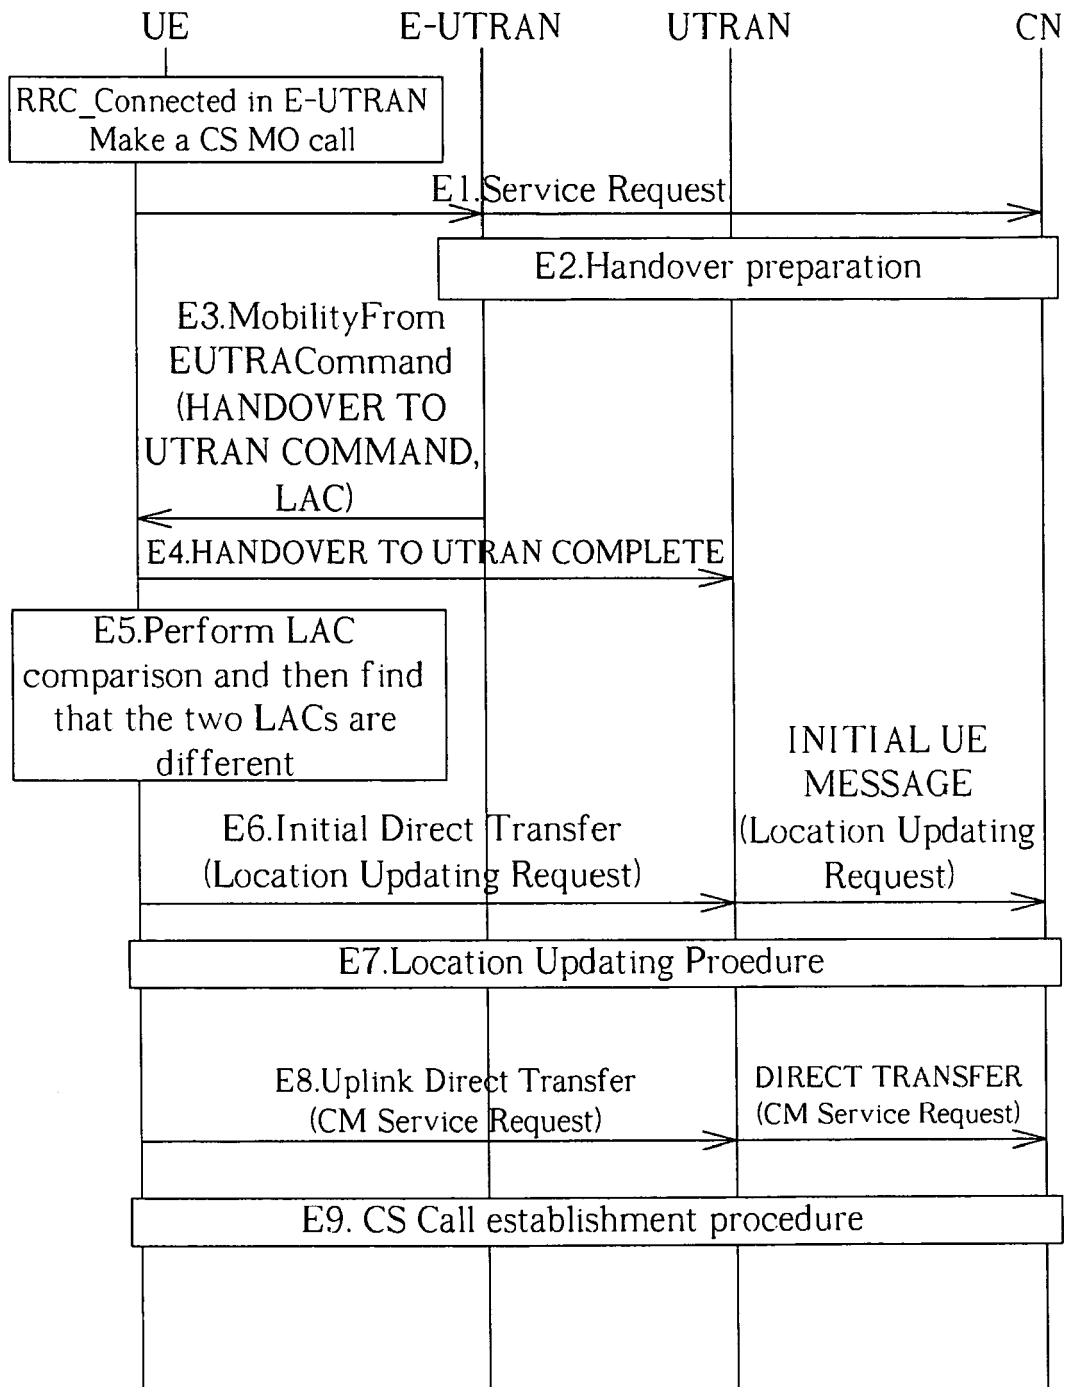 UE E-UTRAN UTRAN CN
RRC_Connected in E-UTRAN
Make a CS MO call
E1.Service Request
E2.Handover preparation
E3.MobilityFrom
EUTRACommand
(HANDOVER TO
UTRAN COMMAND,
LAC)
E4.HANDOVER TO UTRAN COMPLETE
E5.Perform LAC
comparison and then find
that the two LACs are
different
E6.Initial Direct Transfer
(Location Updating Request)
INITIAL UE
MESSAGE
(Location Updating
Request)
E7.Location Updating Proedure
E8.Uplink Direct Transfer
(CM Service Request)
DIRECT TRANSFER
(CM Service Request)
E9. CS Call establishment procedure